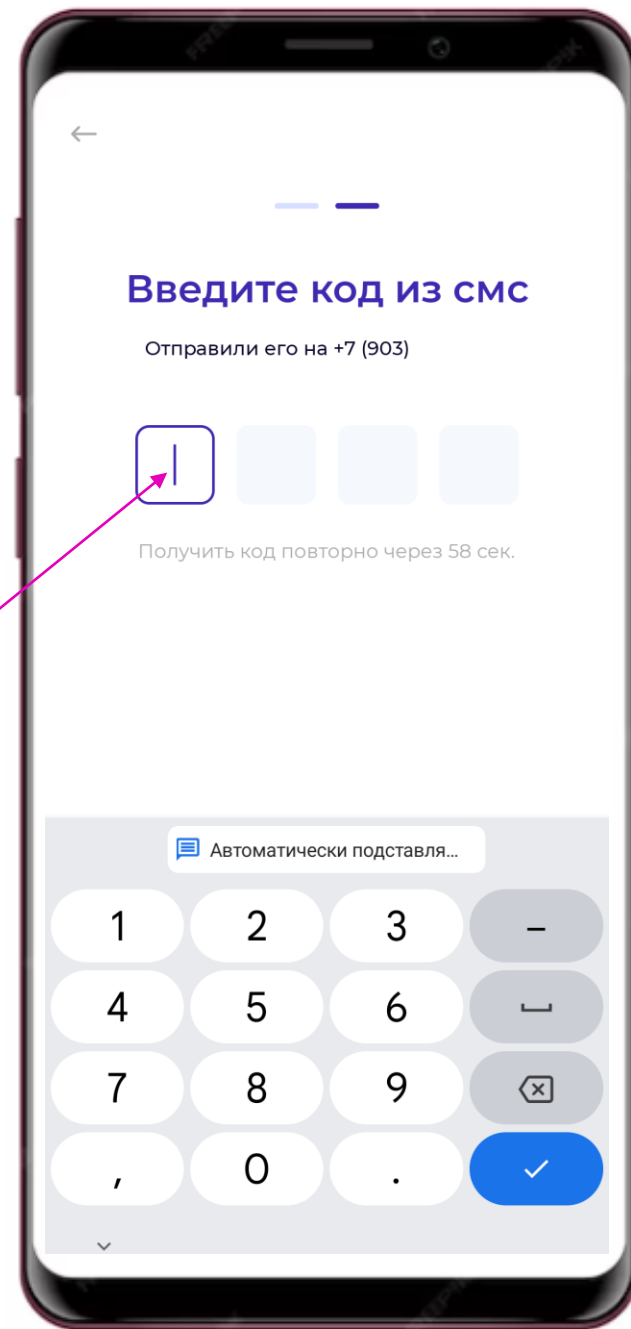 Введите код из смс
Отправили его на +7 (903)
Получить код повторно через 58 сек.
Автоматически подставля...
1 2 3 –
4 5 6
7 8 9
, 0 .